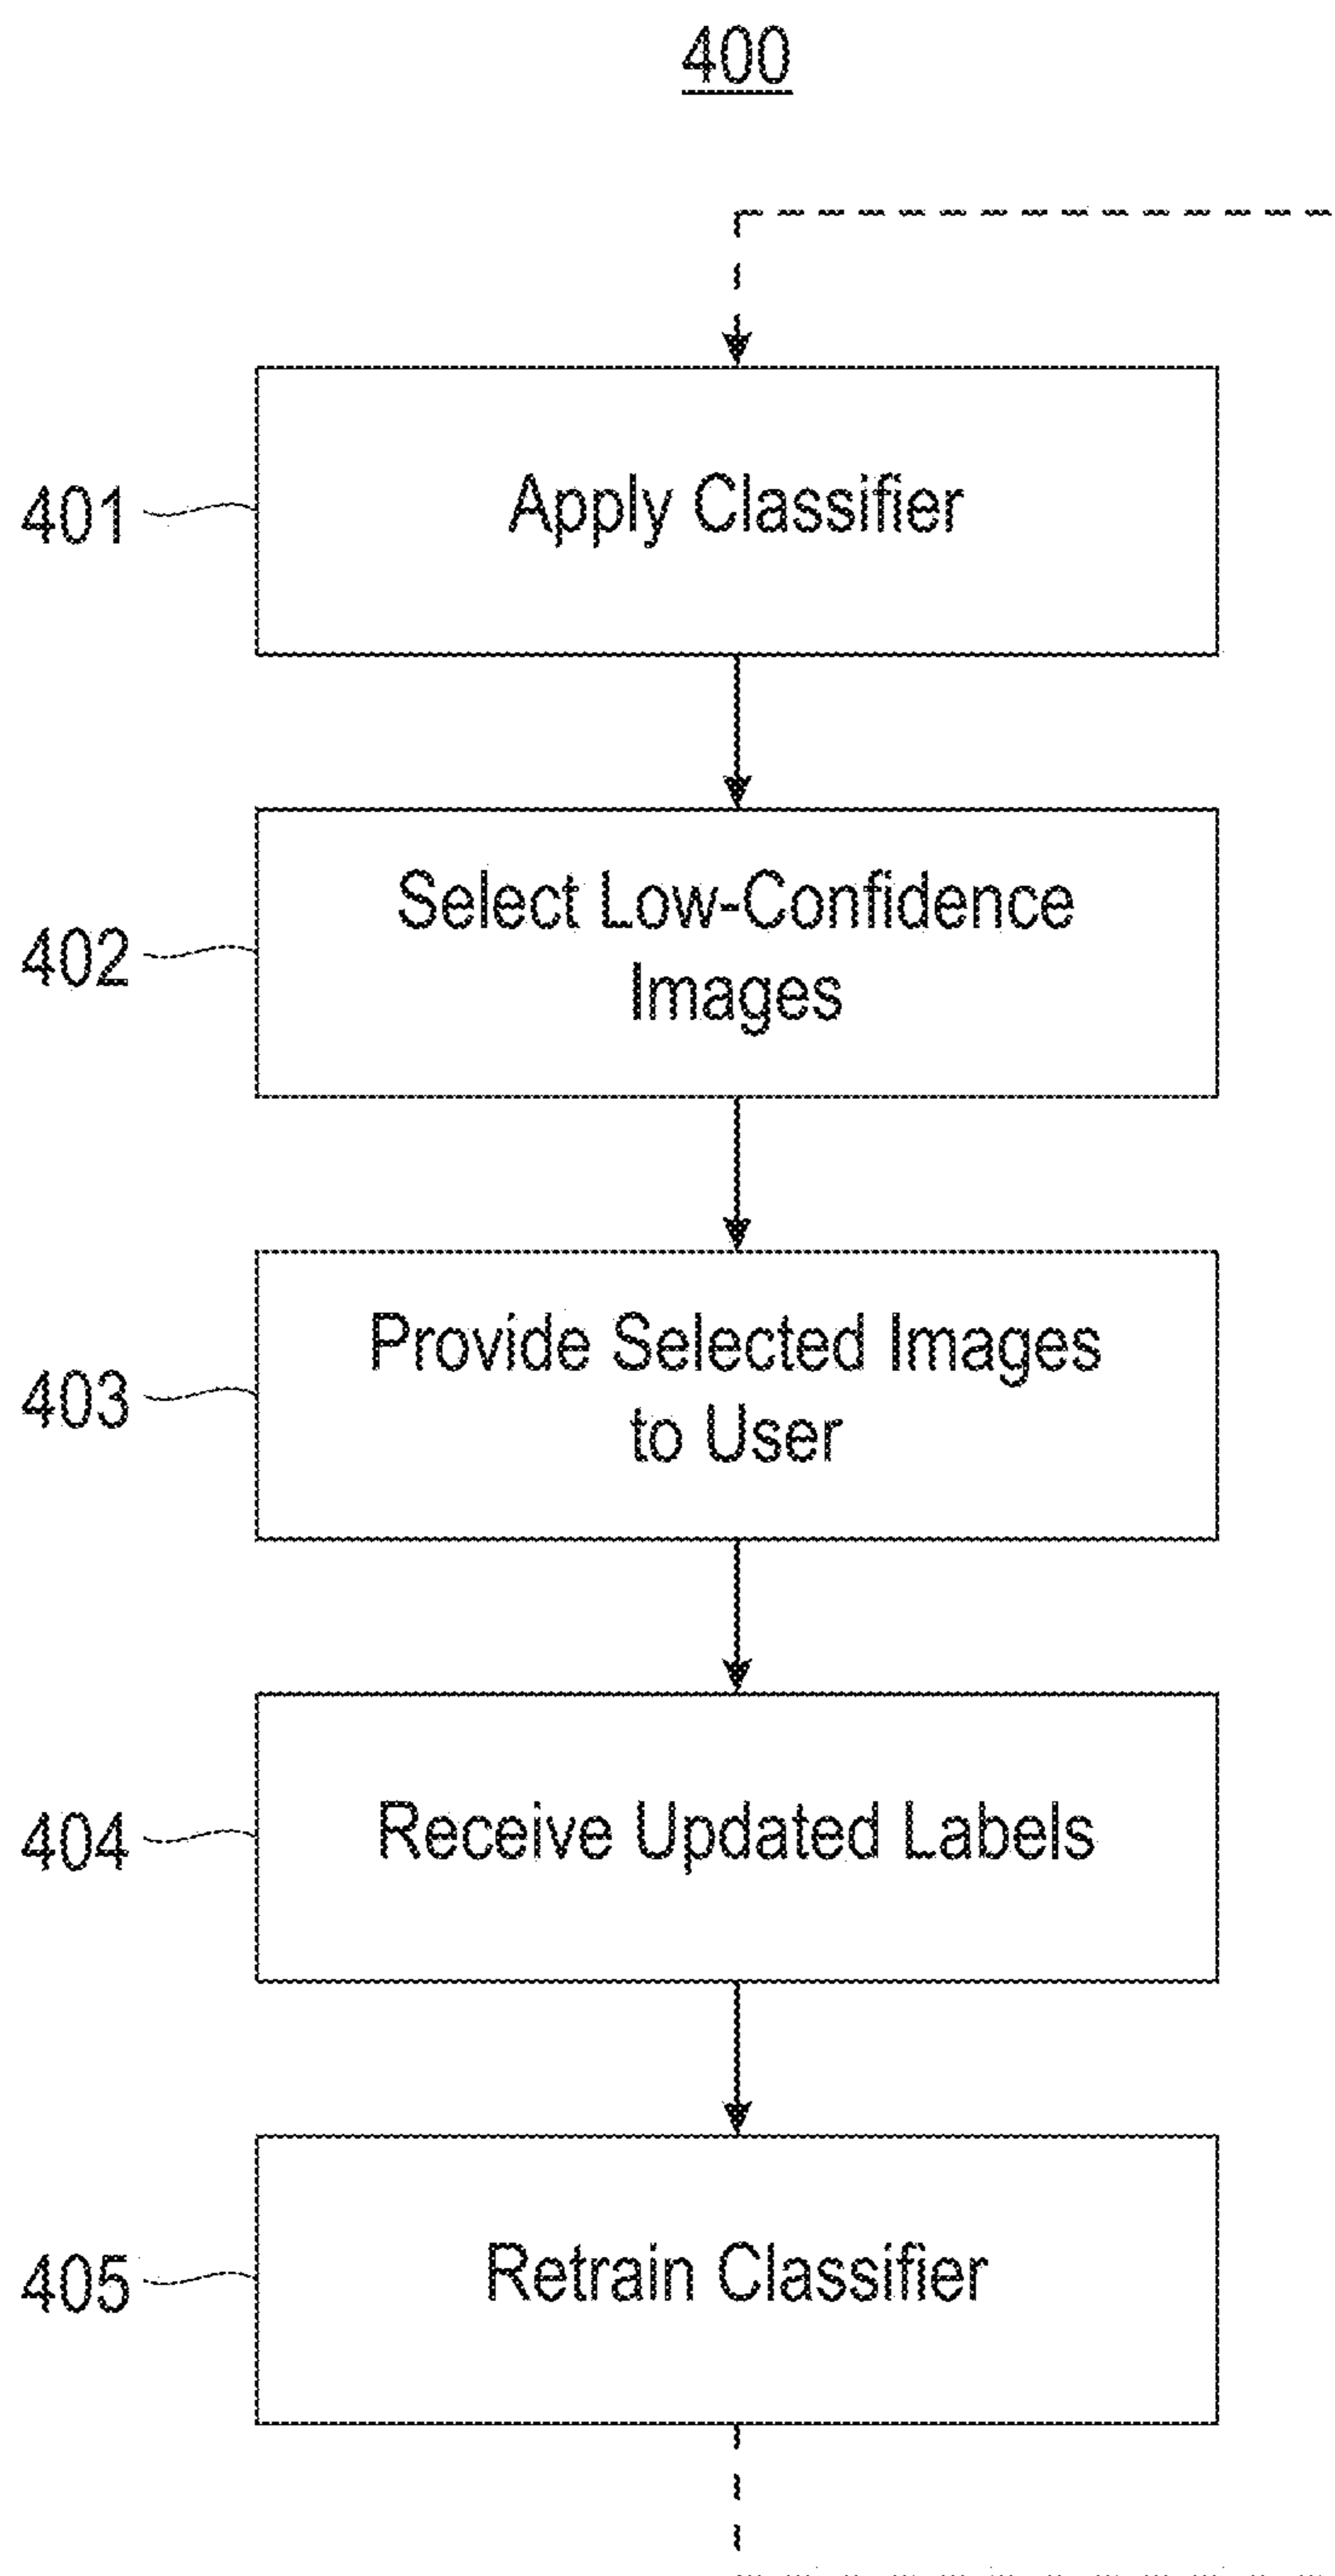 400
401
Apply Classifier
402
Select Low-Confidence
Images
403
Provide Selected Images
to User
404
Receive Updated Labels
405
Retrain Classifier